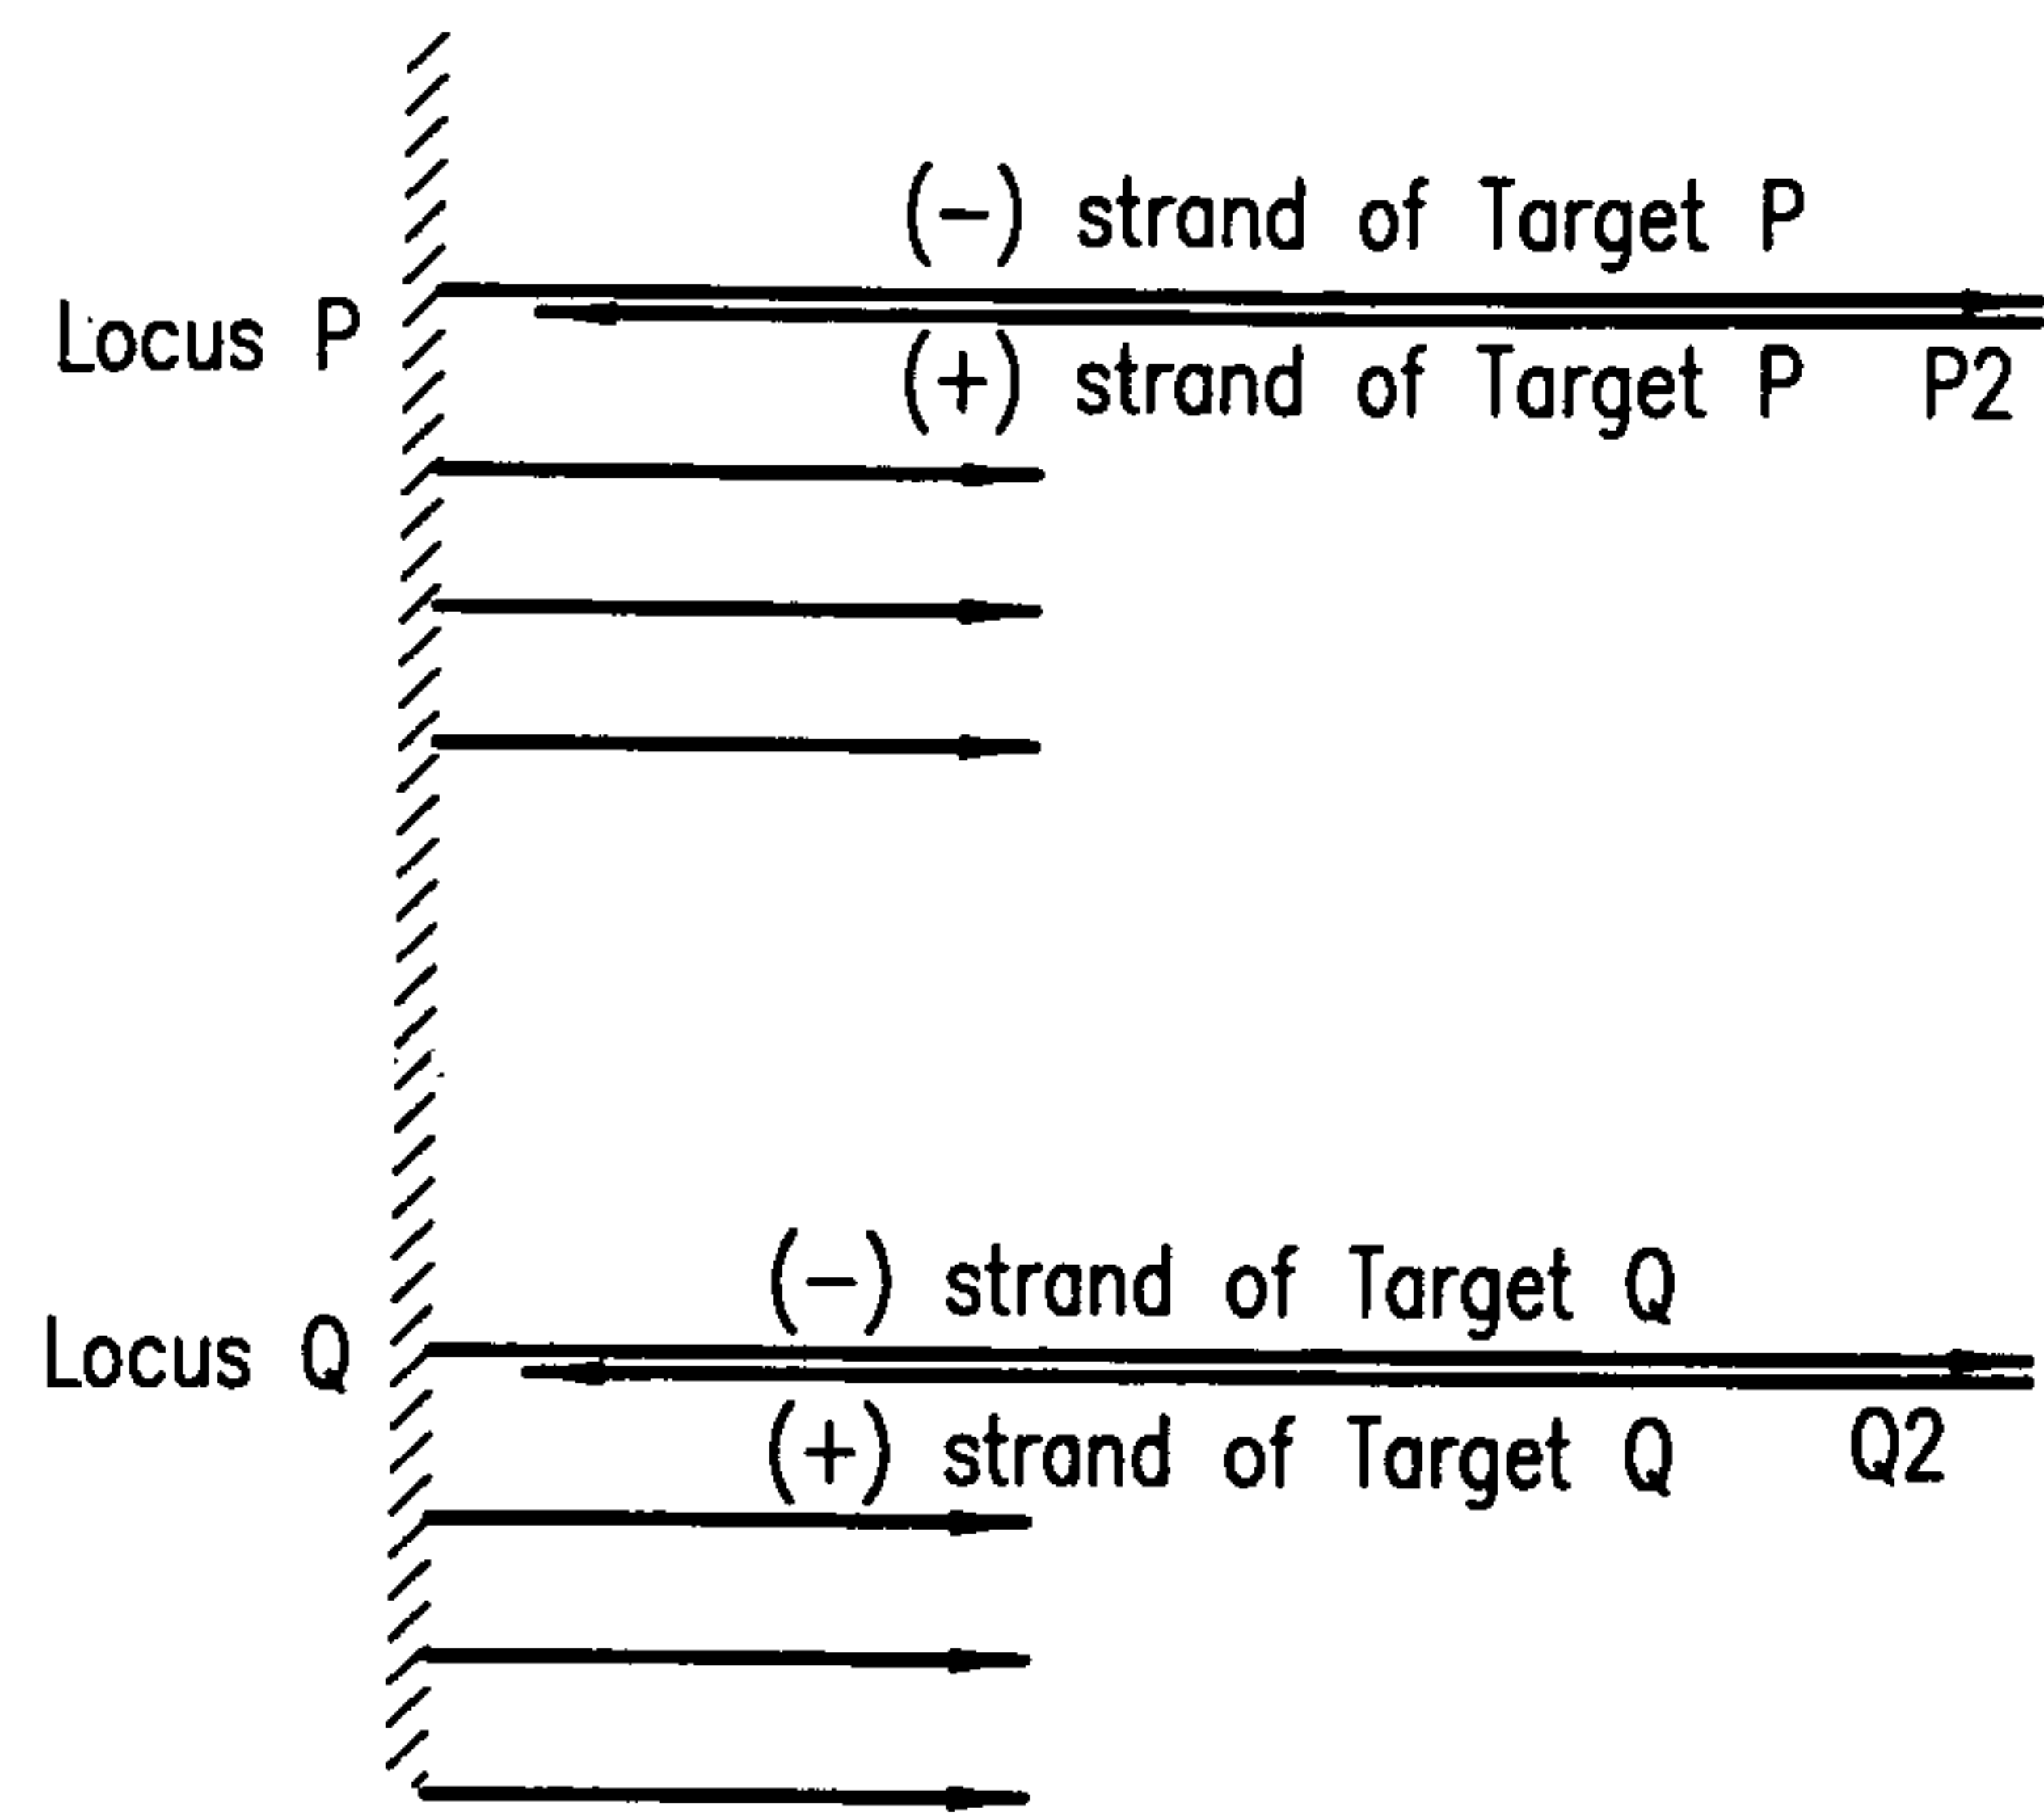 (-) strand of Target P
Locus P
(+) strand of Target P P2
(-) strand of Target Q
Locus Q
(+) strand of Target Q Q2